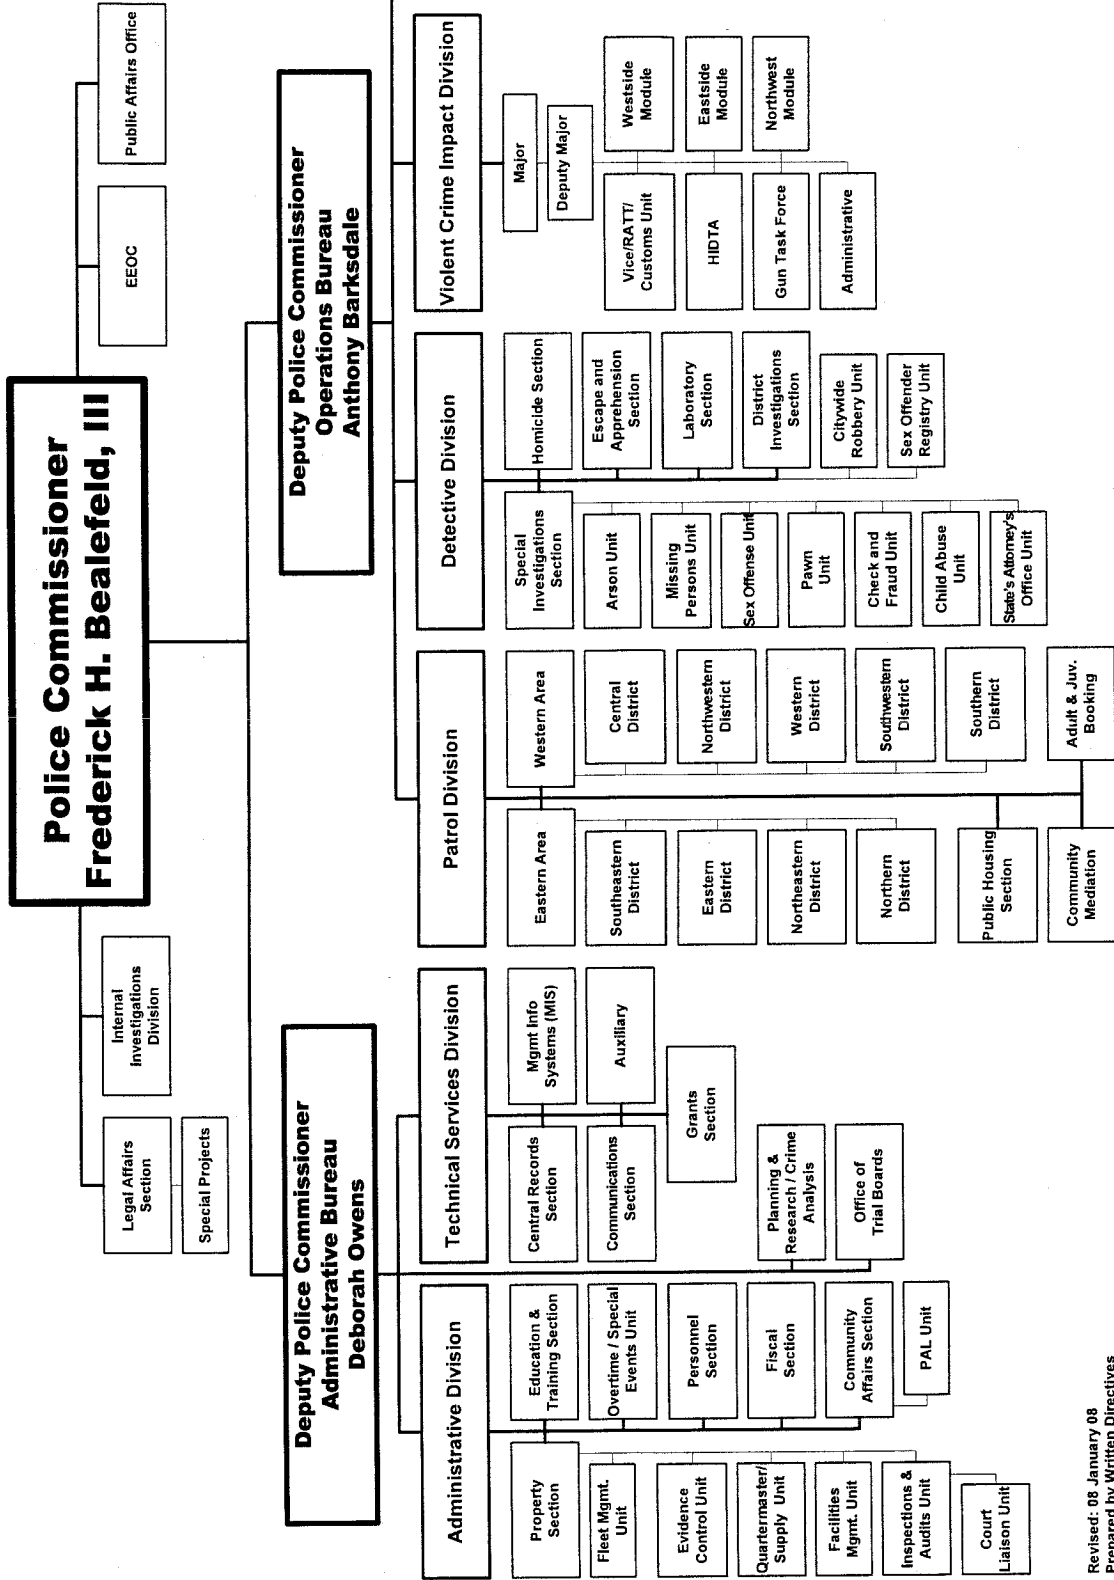 Police Commissioner
Frederick H. Bealefeld, III
Legal Affairs
Section
Special Projects
Internal
Investigations
Division
EEOC
Public Affairs Office
Deputy Police Commissioner
Administrative Bureau
Deborah Owens
Deputy Police Commissioner
Operations Bureau
Anthony Barksdale
Administrative Division
Property
Section
Fleet Mgmt.
Unit
Evidence
Control Unit
Quartermaster/
Supply Unit
Facilities
Mgmt. Unit
Inspections &
Audits Unit
Court
Liaison Unit
Education &
Training Section
Overtime / Special
Events Unit
Personnel
Section
Fiscal
Section
Community
Affairs Section
PAL Unit
Technical Services Division
Central Records
Section
Communications
Section
Mgmt Info
Systems (MIS)
Auxiliary
Grants
Section
Planning &
Research / Crime
Analysis
Office of
Trial Boards
Patrol Division
Eastern Area
Southeastern
District
Eastern
District
Northeastern
District
Northern
District
Public Housing
Section
Community
Mediation
Western Area
Central
District
Northwestern
District
Western
District
Southwestern
District
Southern
District
Adult & Juv.
Booking
Detective Division
Special
Investigations
Section
Arson Unit
Missing
Persons Unit
Sex Offense Unit
Pawn
Unit
Check and
Fraud Unit
Child Abuse
Unit
State's Attorney's
Office Unit
Homicide Section
Escape and
Apprehension
Section
Laboratory
Section
District
Investigations
Section
Citywide
Robbery Unit
Sex Offender
Registry Unit
Violent Crime Impact Division
Major
Deputy Major
Vice/RATT/
Customs Unit
HIDTA
Gun Task Force
Administrative
Westside
Module
Eastside
Module
Northwest
Module
Revised: 08 January 08
Prepared by Written Directives